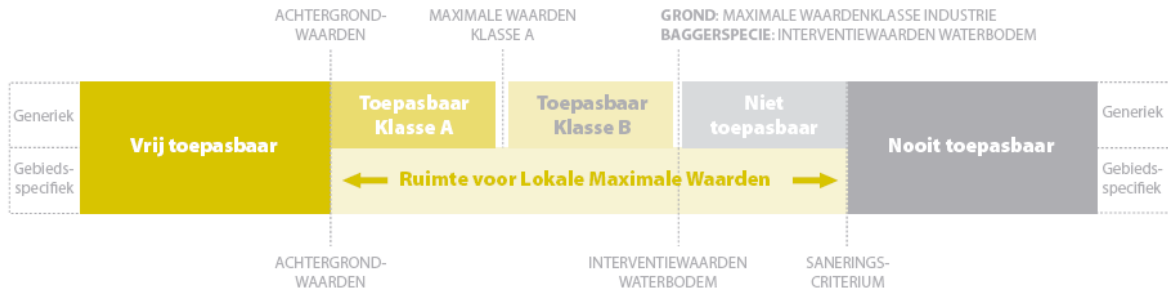 ACHTERGROND-
WAARDEN
MAXIMALE WAARDEN
KLASSE A
GROND: MAXIMALE WAARDENKLASSE INDUSTRIE
BAGGERSPECIE: INTERVENTIEWAARDEN WATERBODEM
Generiek
Gebieds-
specifiek
Vrij toepasbaar
Toepasbaar
Klasse A
Toepasbaar
Klasse B
Niet
toepasbaar
Ruimte voor Lokale Maximale Waarden
Nooit toepasbaar
Generiek
Gebieds-
specifiek
ACHTERGROND-
WAARDEN
INTERVENTIEWAARDEN
WATERBODEM
SANERINGS-
CRITERIUM